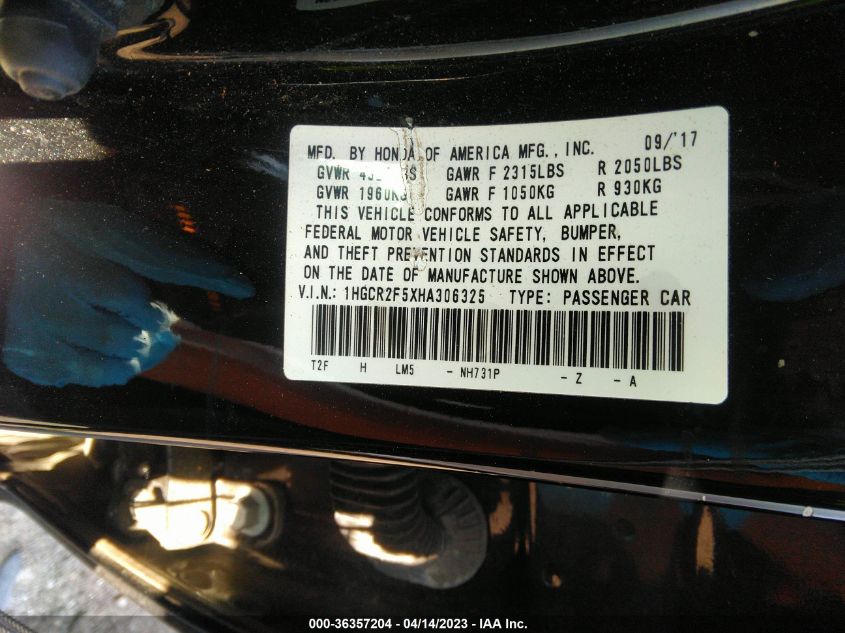 MFD. BY HONDA OF AMERICA MFG., INC. 09/'17
GVWR GAWR F 2315LBS R 2050LBS
GVWR 1960KG GAWR F 1050KG R 930KG
THIS VEHICLE CONFORMS TO ALL APPLICABLE
FEDERAL MOTOR VEHICLE SAFETY, BUMPER,
AND THEFT PREVENTION STANDARDS IN EFFECT
ON THE DATE OF MANUFACTURE SHOWN ABOVE.
V.I.N.: 1HGCR2F5XHA306325 TYPE: PASSENGER CAR
T2F H LM5 - NH731P - Z - A
000-36357204 - 04/14/2023 - IAA Inc.